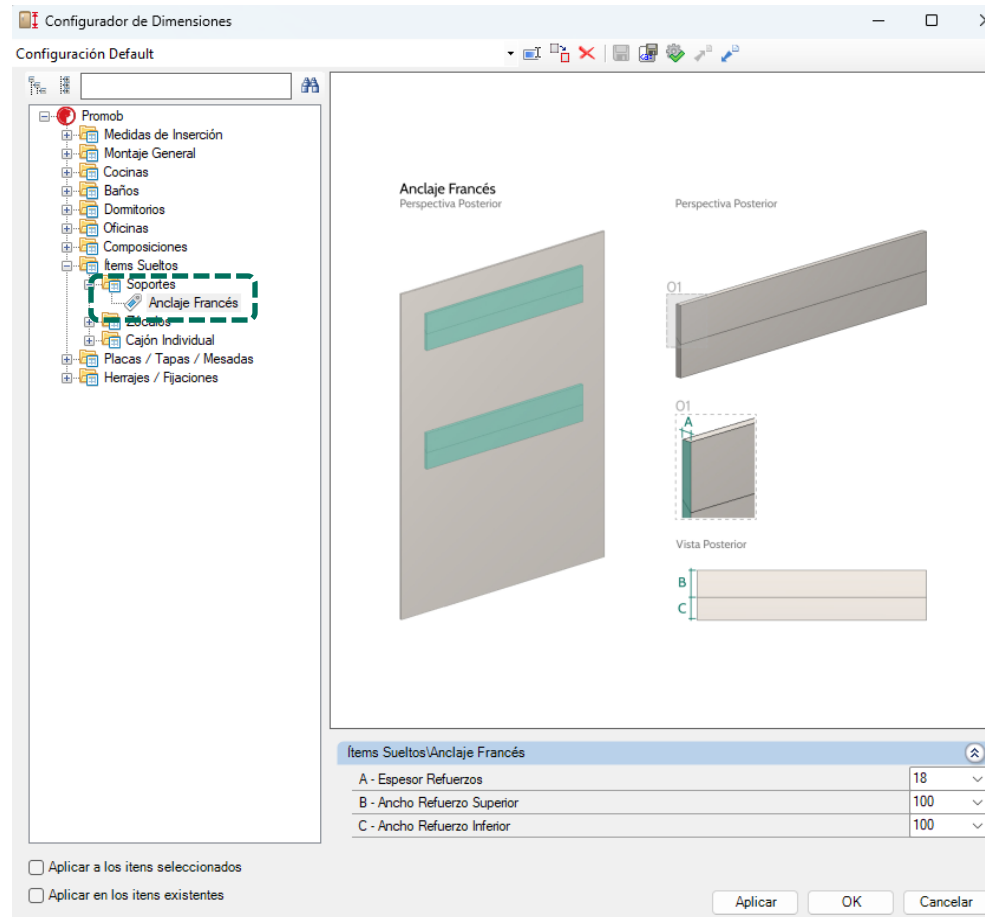 Configurador de Dimensiones
Configuración Default
Promob
Medidas de Inserción
Montaje General
Cocinas
Baños
Dormitorios
Oficinas
Composiciones
Ítems Sueltos
Soportes
Anclaje Francés
Zócalos
Cajón Individual
Placas / Tapas / Mesadas
Herrajes / Fijaciones
Anclaje Francés
Perspectiva Posterior
Perspectiva Posterior
01
01
A
Vista Posterior
B
C
Ítems Sueltos\Anclaje Francés
A - Espesor Refuerzos 18
B - Ancho Refuerzo Superior 100
C - Ancho Refuerzo Inferior 100
Aplicar a los itens seleccionados
Aplicar en los itens existentes
Aplicar OK Cancelar